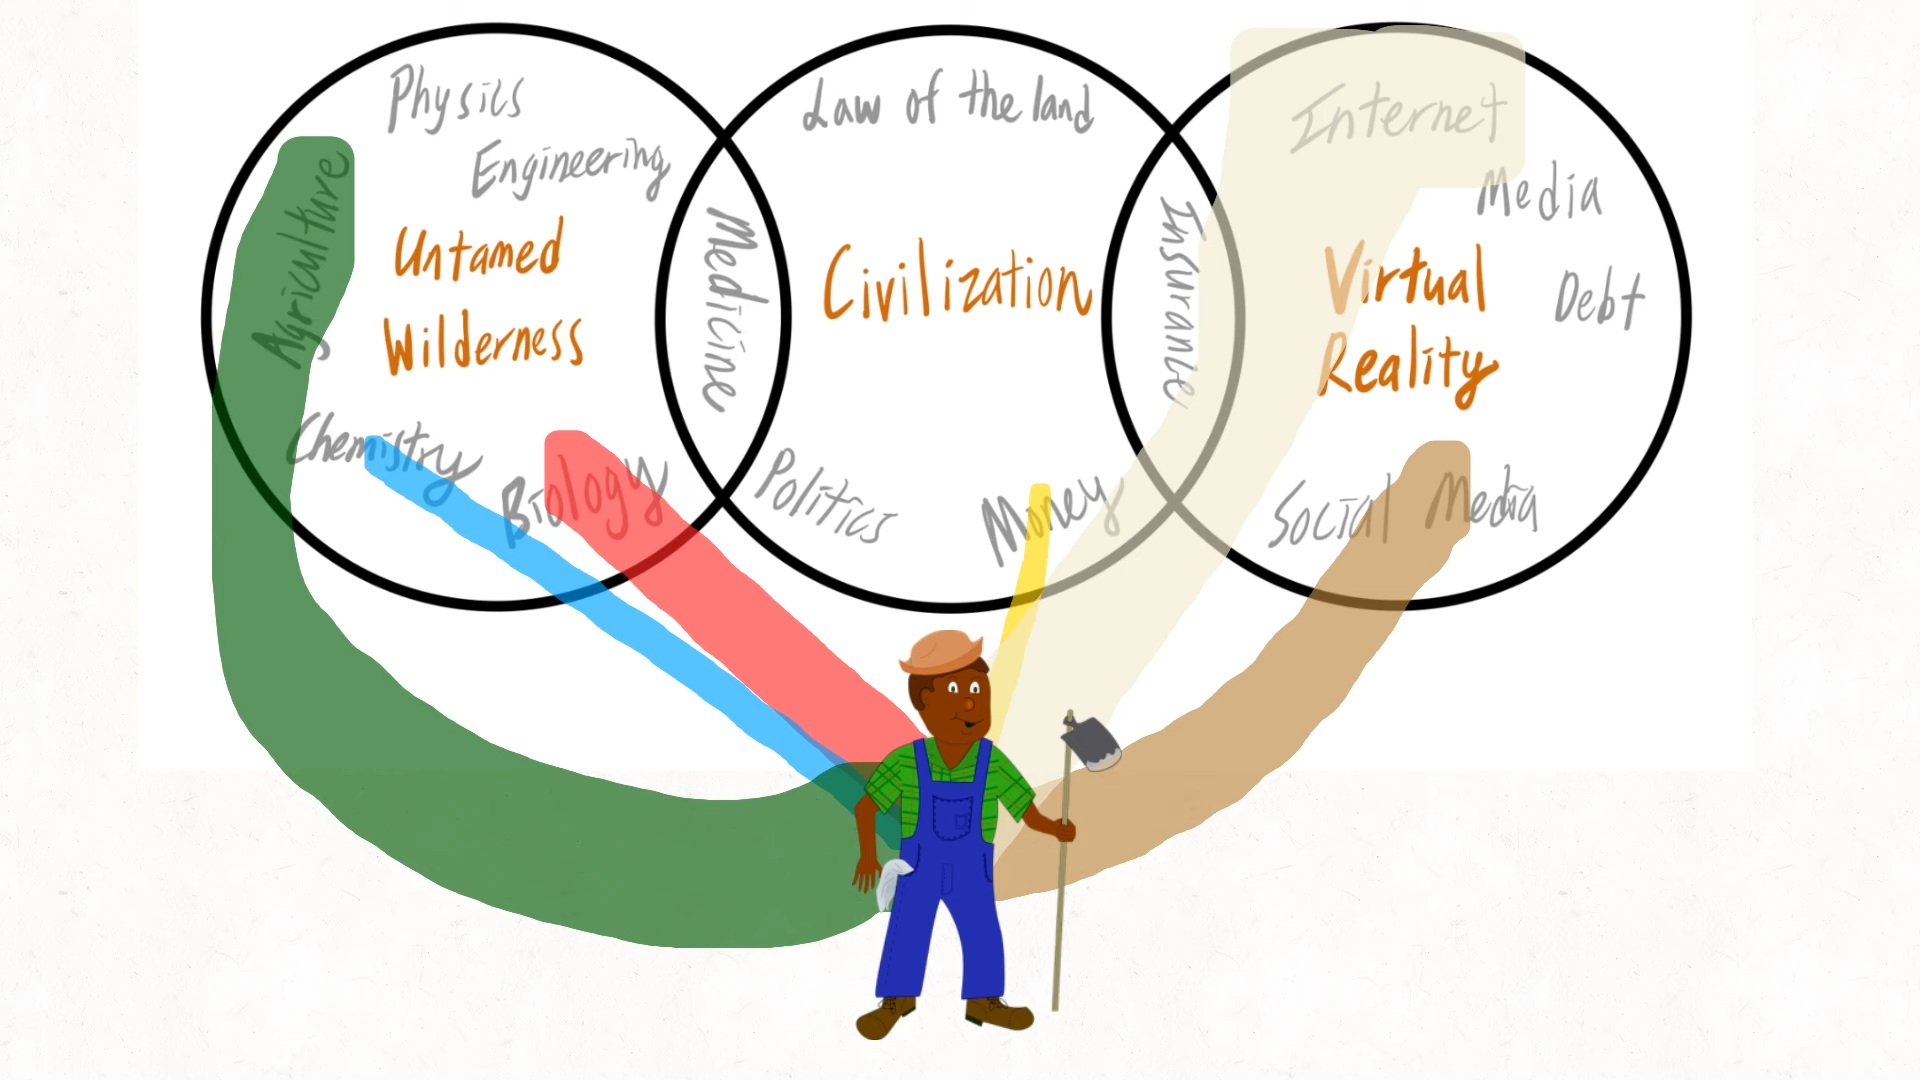 Physics
Engineering
Agriculture
Untamed
Wilderness
Chemistry
Biology
Medicine
Law of the land
Civilization
Politics
Money
Insurance
Internet
Media
Virtual
Reality
Debt
Social Media